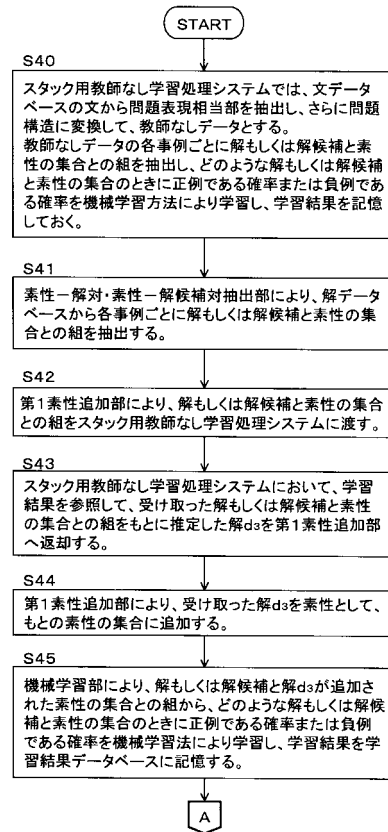 START
S40
スタック用教師なし学習処理システムでは、文データ
ベースの文から問題表現相当部を抽出し、さらに問題
構造に変換して、教師なしデータとする。
教師なしデータの各事例ごとに解もしくは解候補と素
性の集合との組を抽出し、どのような解もしくは解候補
と素性の集合のときに正例である確率または負例であ
る確率を機械学習方法により学習し、学習結果を記
憶しておく。
S41
素性－解対・素性－解候補対抽出部により、解デー
タベースから各事例ごとに解もしくは解候補と素性の集
合との組を抽出する。
S42
第1素性追加部により、解もしくは解候補と素性の集合
との組をスタック用教師なし学習処理システムに渡す。
S43
スタック用教師なし学習処理システムにおいて、学習
結果を参照して、受け取った解もしくは解候補と素性
の集合との組をもとに推定した解d3を第1素性追加部
へ返却する。
S44
第1素性追加部により、受け取った解d3を素性として、
もとの素性の集合に追加する。
S45
機械学習部により、解もしくは解候補と解d3が追加さ
れた素性の集合との組から、どのような解もしくは解候
補と素性の集合のときに正例である確率または負例
である確率を機械学習法により学習し、学習結果を学
習結果データベースに記憶する。
A